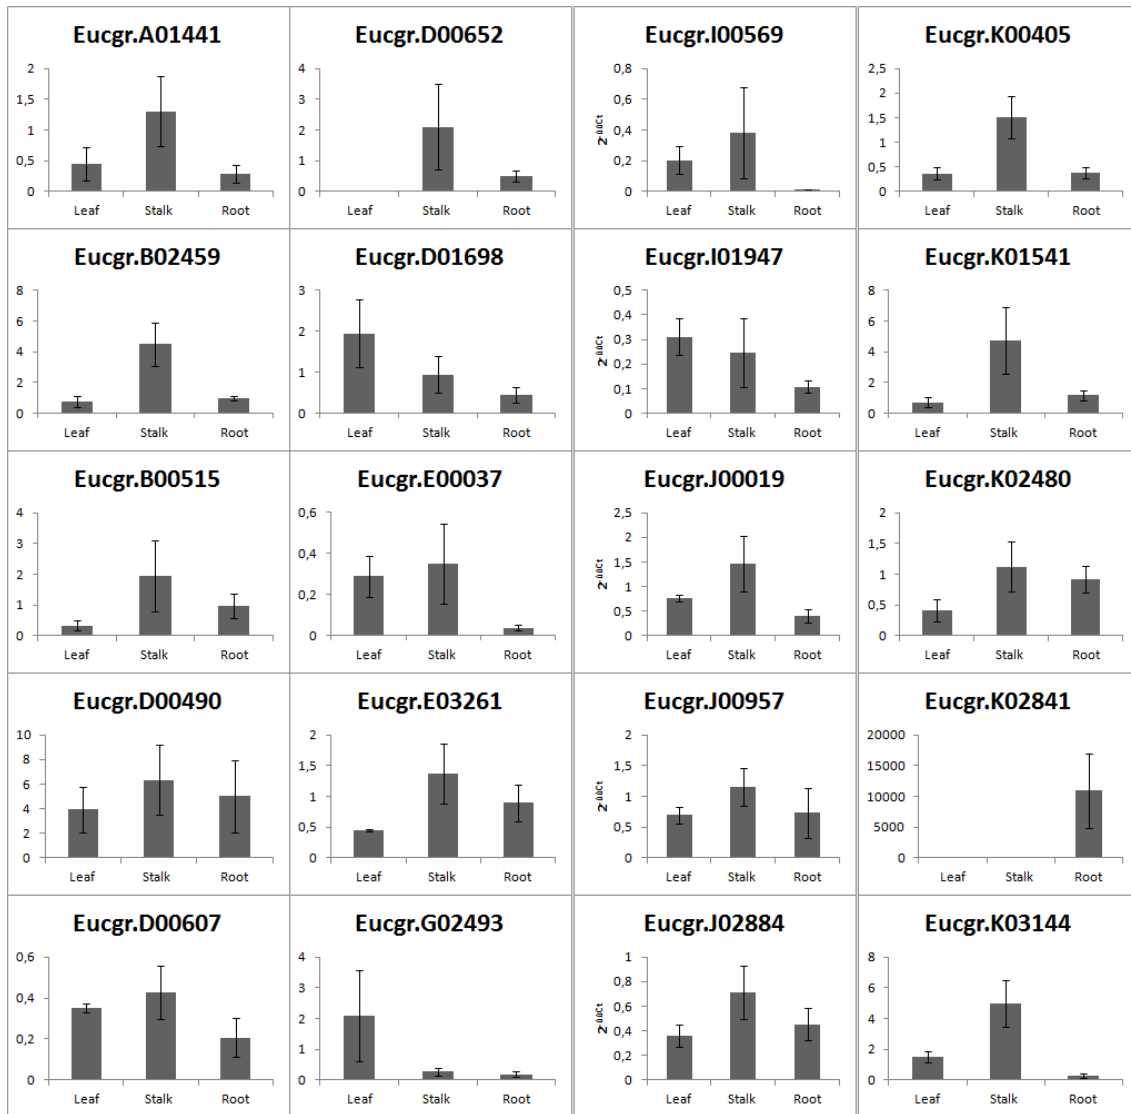 Eucgr.A01441
2
1,5
1
0,5
0
Leaf Stalk Root
Eucgr.D00652
4
3
2
1
0
Leaf Stalk Root
Eucgr.I00569
2-ûûCt
0,8
0,6
0,4
0,2
0
Leaf Stalk Root
Eucgr.K00405
2,5
2
1,5
1
0,5
0
Leaf Stalk Root
Eucgr.B02459
8
6
4
2
0
Leaf Stalk Root
Eucgr.D01698
3
2
1
0
Leaf Stalk Root
Eucgr.I01947
2-ûûCt
0,5
0,4
0,3
0,2
0,1
0
Leaf Stalk Root
Eucgr.K01541
8
6
4
2
0
Leaf Stalk Root
Eucgr.B00515
4
3
2
1
0
Leaf Stalk Root
Eucgr.E00037
0,6
0,4
0,2
0
Leaf Stalk Root
Eucgr.J00019
2-ûûCt
2,5
2
1,5
1
0,5
0
Leaf Stalk Root
Eucgr.K02480
2
1,5
1
0,5
0
Leaf Stalk Root
Eucgr.D00490
10
8
6
4
2
0
Leaf Stalk Root
Eucgr.E03261
2
1,5
1
0,5
0
Leaf Stalk Root
Eucgr.J00957
2-ûûCt
2
1,5
1
0,5
0
Leaf Stalk Root
Eucgr.K02841
20000
15000
10000
5000
0
Leaf Stalk Root
Eucgr.D00607
0,6
0,4
0,2
0
Leaf Stalk Root
Eucgr.G02493
4
3
2
1
0
Leaf Stalk Root
Eucgr.J02884
2-ûûCt
1
0,8
0,6
0,4
0,2
0
Leaf Stalk Root
Eucgr.K03144
8
6
4
2
0
Leaf Stalk Root